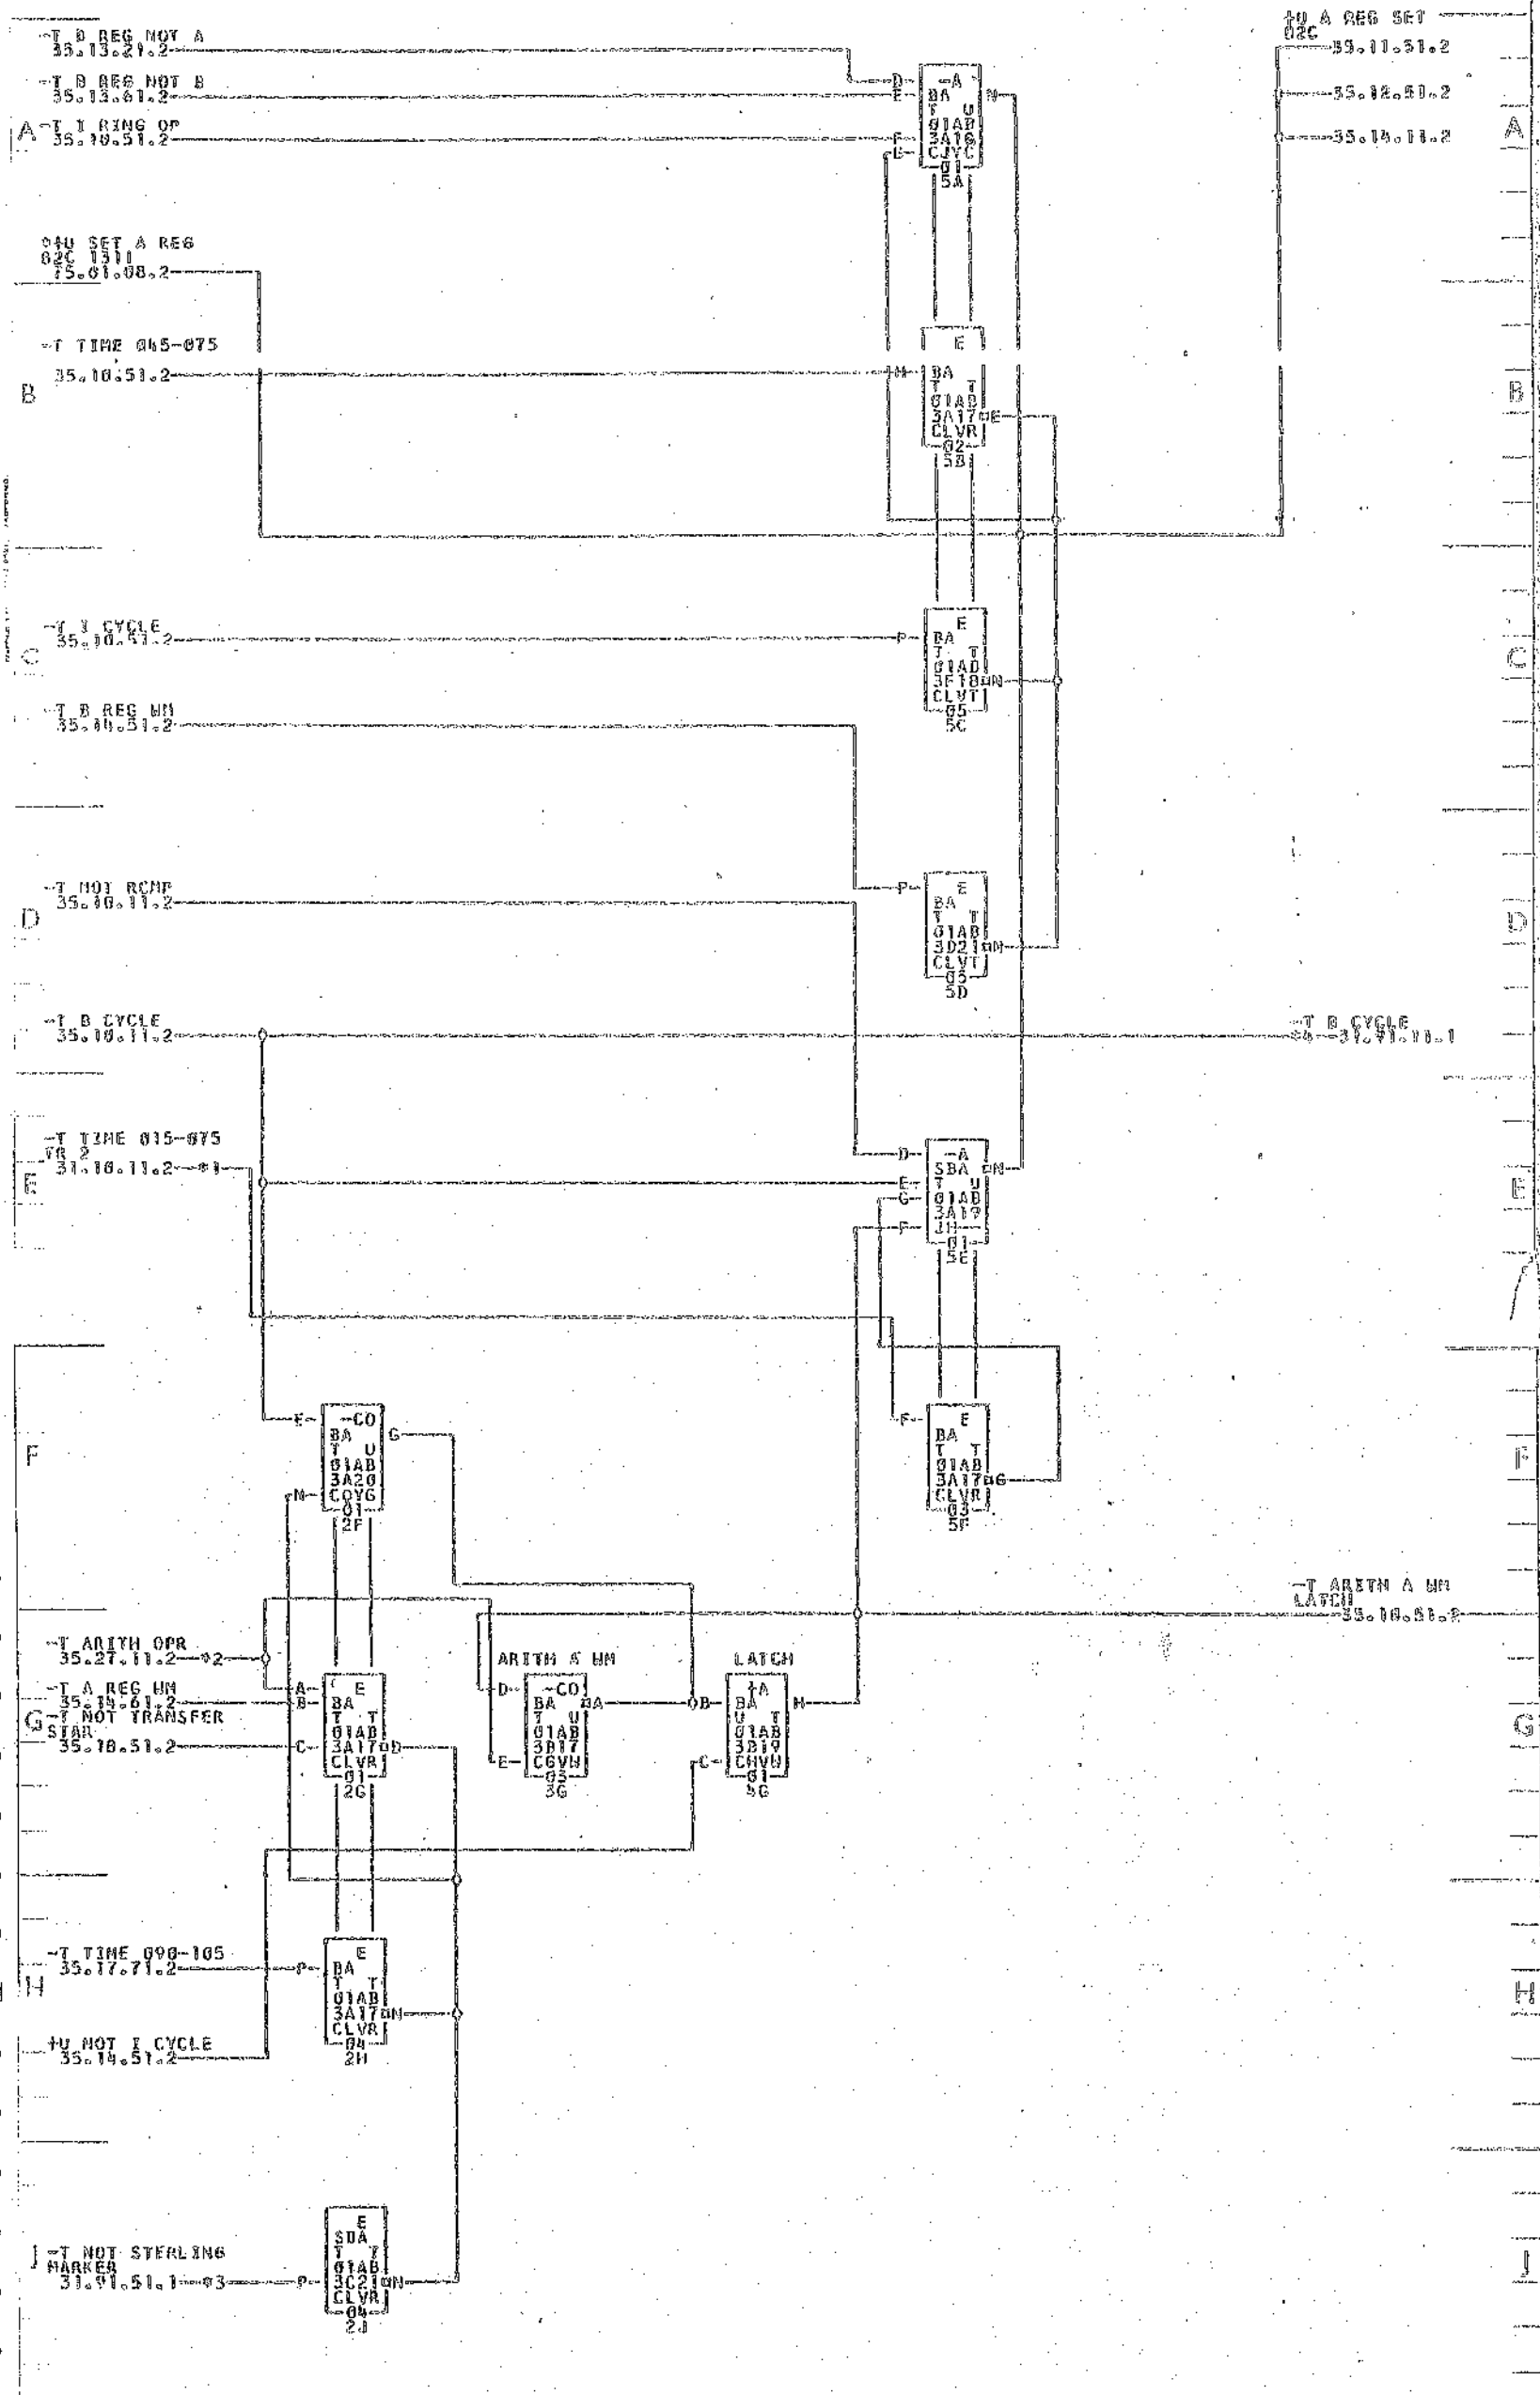 -T B REG NOT A
35.13.21.2
+U A REG SET
02C
35.11.51.2
-T B REG NOT B
35.13.61.2
35.12.51.2
A
-T I RING OP
35.10.51.2
35.14.11.2
A
D
E
F
G
-A
BA
T U
01AB
3A16
CJVC
01
5A
N
+U SET A REG
02C 1311
75.01.08.2
-T TIME 045-075
35.10.51.2
B
B
E
BA
T T
01AB
3A17
CLVR
02
5B
E
-T I CYCLE
35.10.51.2
C
C
P
E
BA
T T
01AB
3F18
CLVT
05
5C
N
-T B REG WM
35.14.51.2
-T NOT RCMP
35.10.11.2
D
D
P
E
BA
T T
01AB
3D21
CLVT
5D
N
-T B CYCLE
35.10.11.2
-T B CYCLE
-T TIME 015-075
31.10.11.2
E
E
D
E
G
F
-A
SBA
T U
01AB
3A19
JH--
01
5E
N
F
F
E
-CO
BA
T U
01AB
3A20
01
2F
G
F
E
BA
T T
01AB
3A17
CLVR
03
5F
G
-T ARITH A WM
LATCH
35.10.51.2
-T ARITH OPR
35.27.11.2 *2
-T A REG WM
35.14.61.2
-T NOT TRANSFER
STAR
35.10.51.2
G
G
A
B
C
E
BA
T T
01AB
3A17
CLVR
01
2G
ARITH A WM
D
E
-CO
BA
T U
01AB
3B17
CGVW
03
3G
A
LATCH
B
C
+A
BA
U T
01AB
3B19
CHVW
01
4G
-T TIME 090-105
35.17.71.2
H
H
P
E
BA
T T
01AB
3A17
CLVR
04
2H
N
+U NOT I CYCLE
35.14.51.2
-T NOT STERLING
MARKER
31.91.51.1 *3
J
J
P
E
T T
01AB
3C21
CLVR
04
2J
N